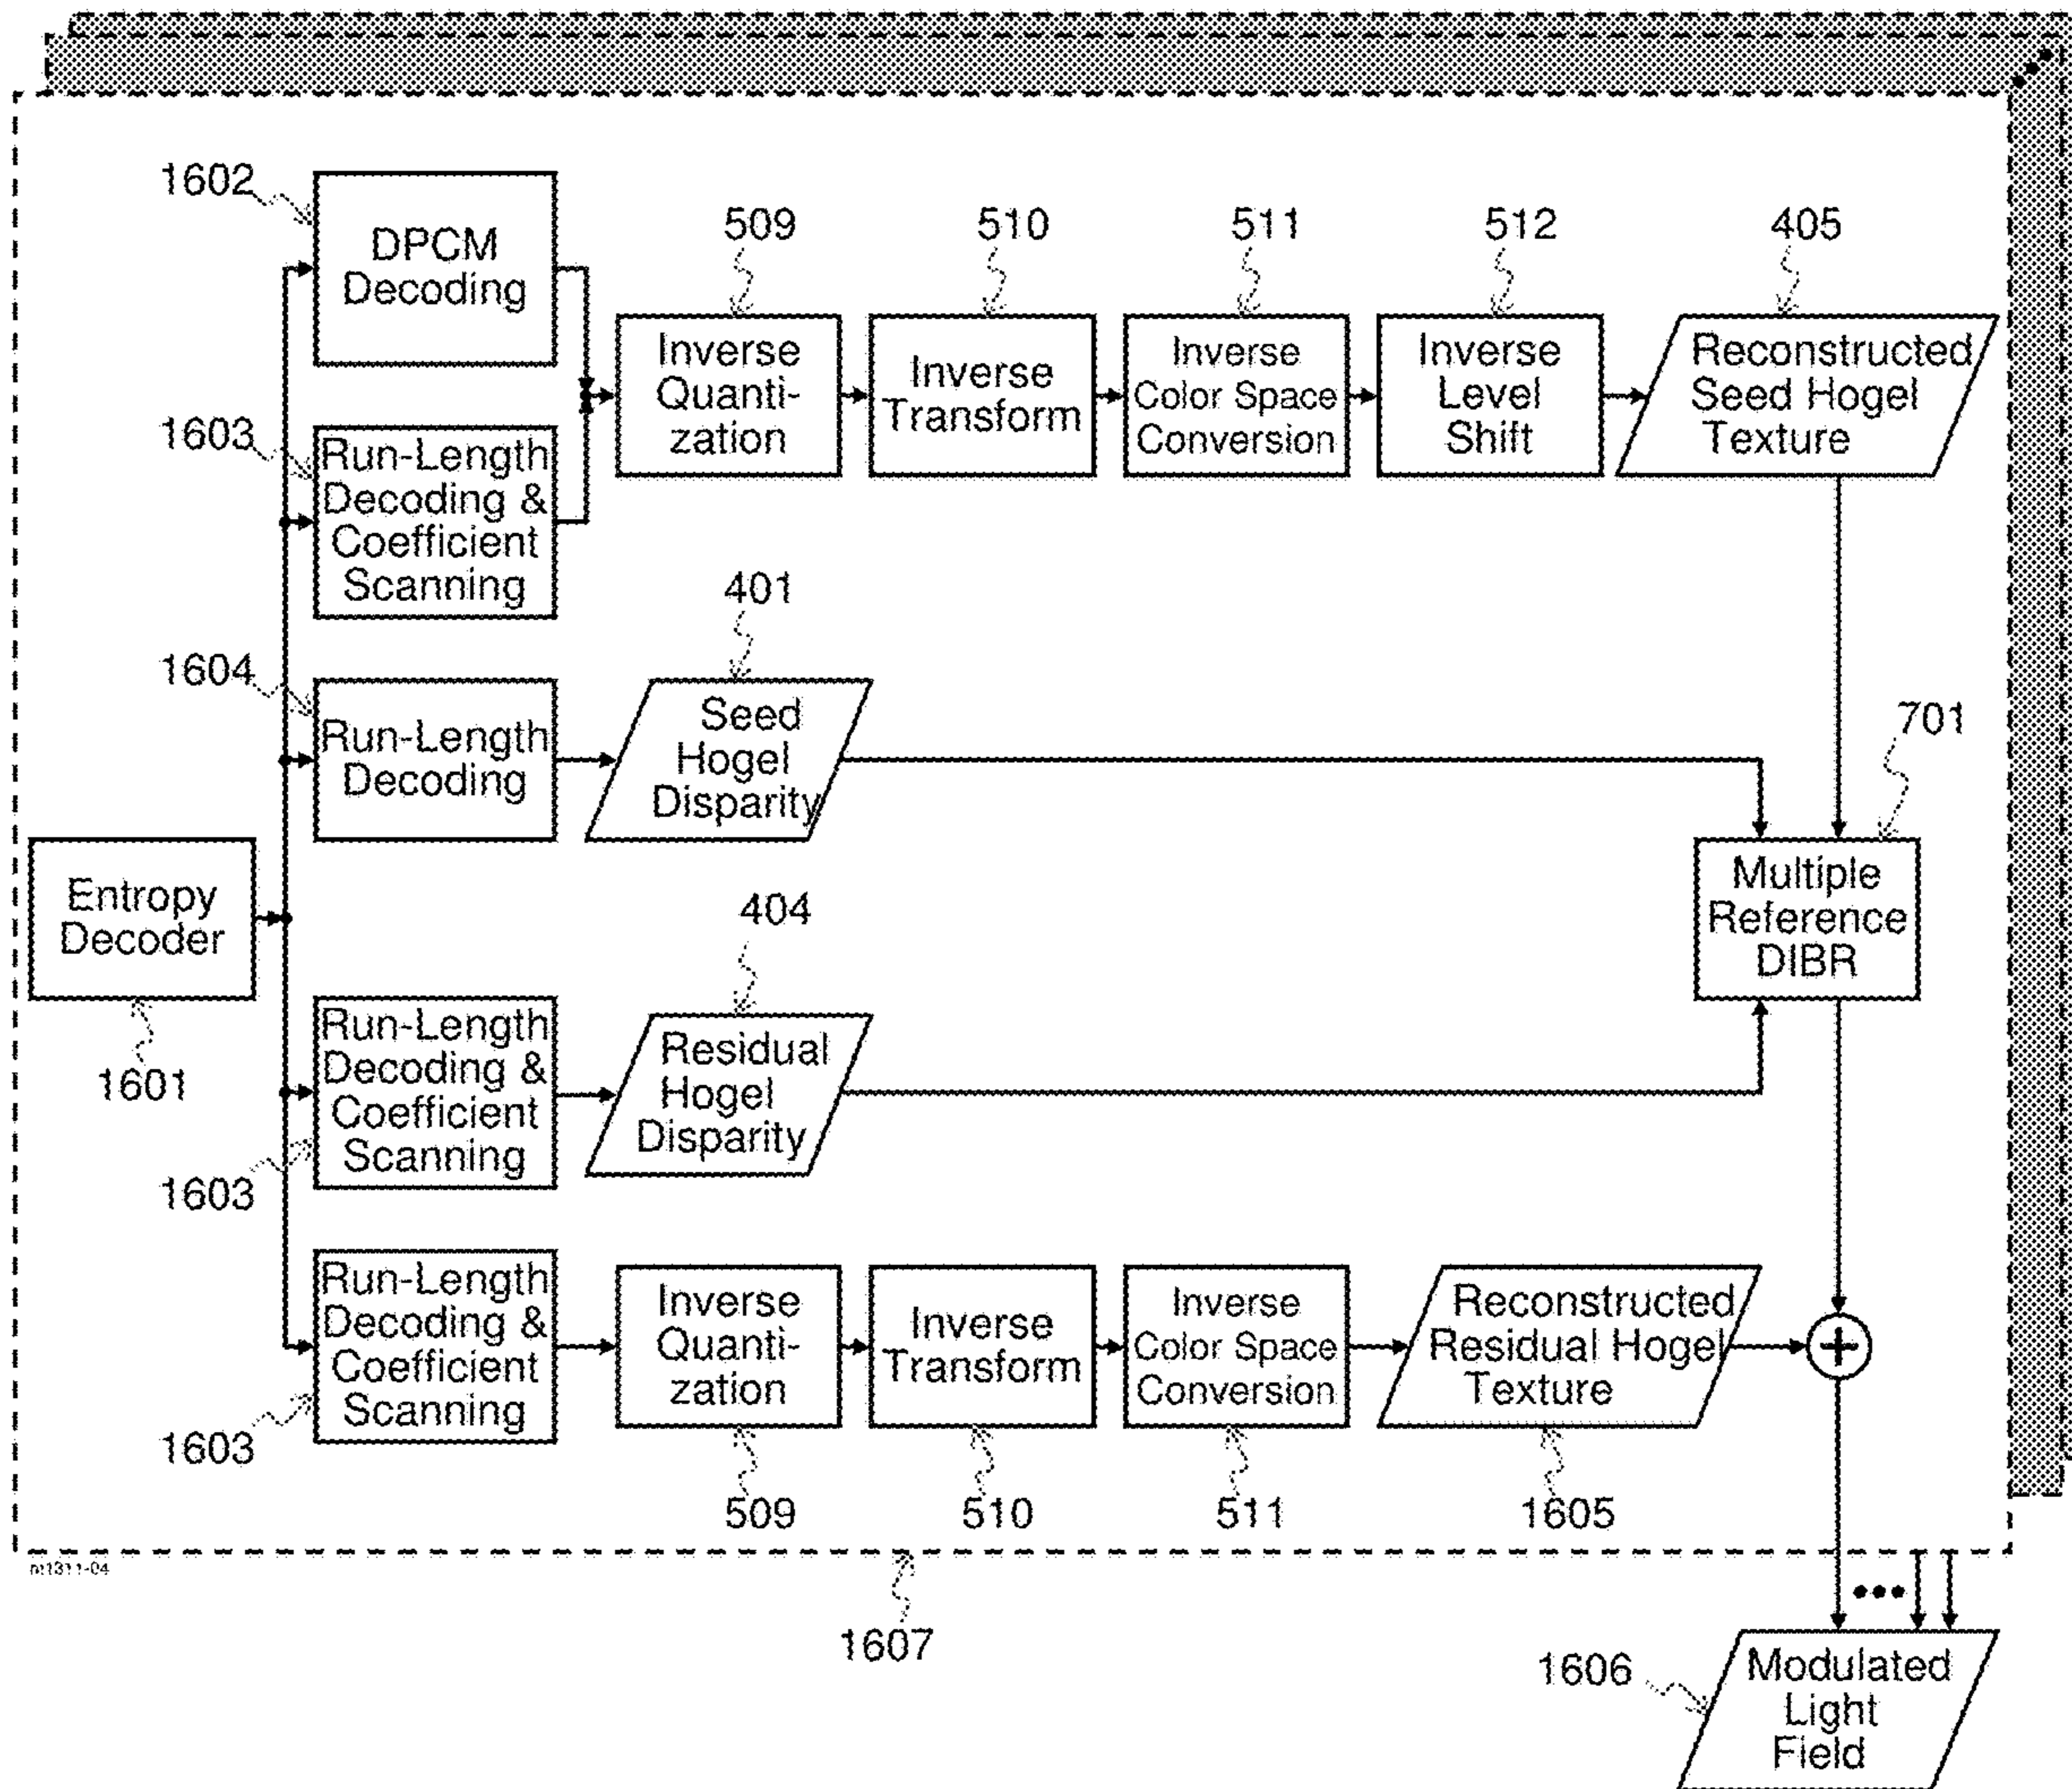 1602
DPCM
Decoding
509
510
511
512
405
Inverse
Quanti-
zation
Inverse
Transform
Inverse
Color Space
Conversion
Inverse
Level
Shift
Reconstructed
Seed Hogel
Texture
1603
Run-Length
Decoding &
Coefficient
Scanning
401
1604
Run-Length
Decoding
Seed
Hogel
Disparity
701
Entropy
Decoder
1601
404
Multiple
Reference
DIBR
Run-Length
Decoding &
Coefficient
Scanning
1603
Residual
Hogel
Disparity
Run-Length
Decoding &
Coefficient
Scanning
1603
Inverse
Quanti-
zation
Inverse
Transform
Inverse
Color Space
Conversion
Reconstructed
Residual Hogel
Texture
+
509
510
511
1605
1607
1606
Modulated
Light
Field